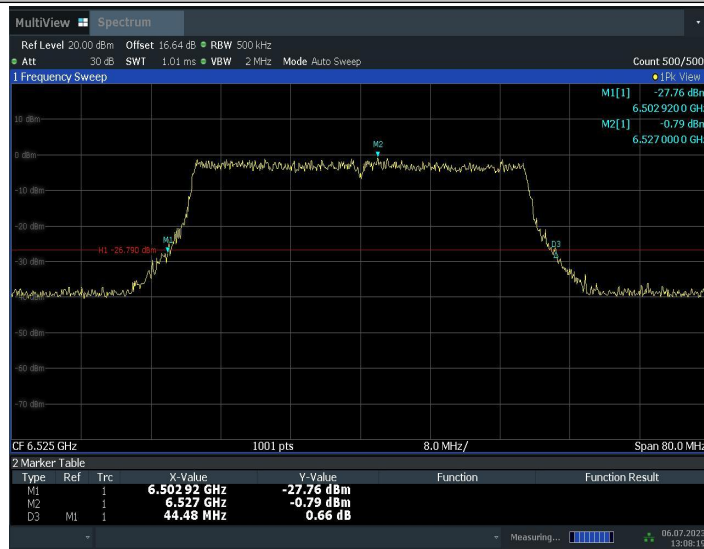 MultiView Spectrum
Ref Level 20.00 dBm Offset 16.64 dB RBW 500 kHz
Att 30 dB SWT 1.01 ms VBW 2 MHz Mode Auto Sweep Count 500/500
1 Frequency Sweep 1Pk View
M1[1] -27.76 dBm
6.502 920 0 GHz
M2[1] -0.79 dBm
6.527 000 0 GHz
10 dBm
M2
0 dBm
-10 dBm
-20 dBm
M1
D3
H1 -26.790 dBm
-30 dBm
-40 dBm
-50 dBm
-60 dBm
-70 dBm
CF 6.525 GHz 1001 pts 8.0 MHz/ Span 80.0 MHz
2 Marker Table
Type Ref Trc X-Value Y-Value Function Function Result
M1 1 6.502 92 GHz -27.76 dBm
M2 1 6.527 GHz -0.79 dBm
D3 M1 1 44.48 MHz 0.66 dB
Measuring... 06.07.2023
13:08:19